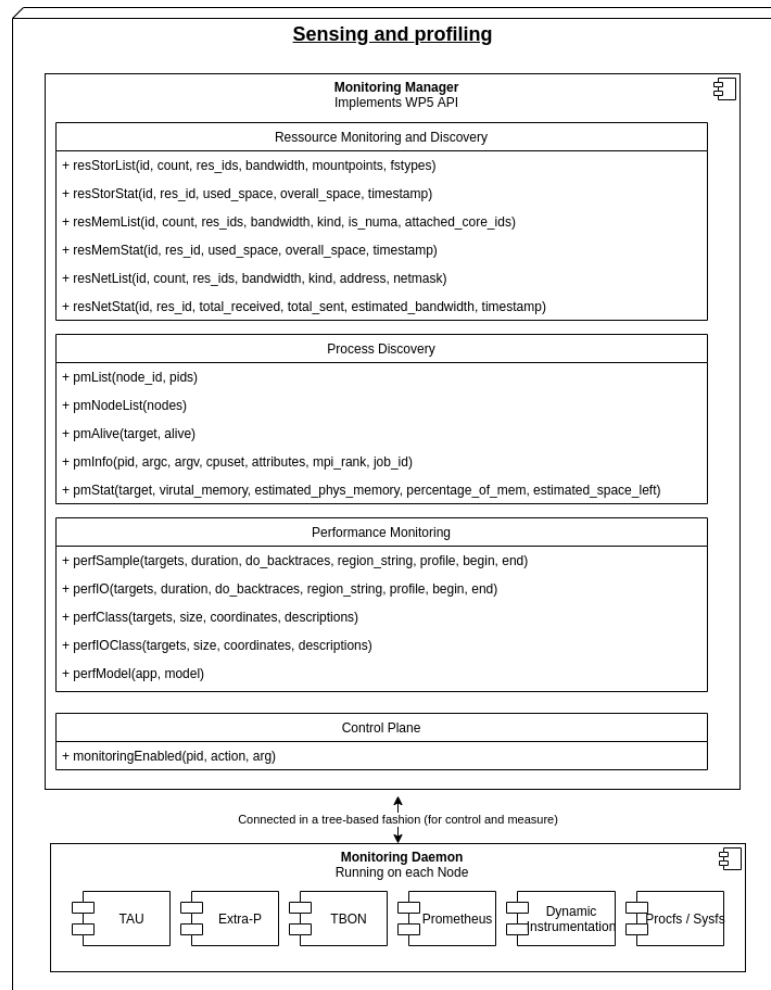 Sensing and profiling
Monitoring Manager
Implements WP5 API
Ressource Monitoring and Discovery
+ resStorList(id, count, res_ids, bandwidth, mountpoints, fstypes)
+ resStorStat(id, res_id, used_space, overall_space, timestamp)
+ resMemList(id, count, res_ids, bandwidth, kind, is_numa, attached_core_ids)
+ resMemStat(id, res_id, used_space, overall_space, timestamp)
+ resNetList(id, count, res_ids, bandwidth, kind, address, netmask)
+ resNetStat(id, res_id, total_received, total_sent, estimated_bandwidth, timestamp)
Process Discovery
+ pmList(node_id, pids)
+ pmNodeList(nodes)
+ pmAlive(target, alive)
+ pmInfo(pid, argc, argv, cpuset, attributes, mpi_rank, job_id)
+ pmStat(target, virutal_memory, estimated_phys_memory, percentage_of_mem, estimated_space_left)
Performance Monitoring
+ perfSample(targets, duration, do_backtraces, region_string, profile, begin, end)
+ perfIO(targets, duration, do_backtraces, region_string, profile, begin, end)
+ perfClass(targets, size, coordinates, descriptions)
+ perfIOClass(targets, size, coordinates, descriptions)
+ perfModel(app, model)
Control Plane
+ monitoringEnabled(pid, action, arg)
Connected in a tree-based fashion (for control and measure)
Monitoring Daemon
Running on each Node
TAU
Extra-P
TBON
Prometheus
Dynamic
Instrumentation
Procfs / Sysfs